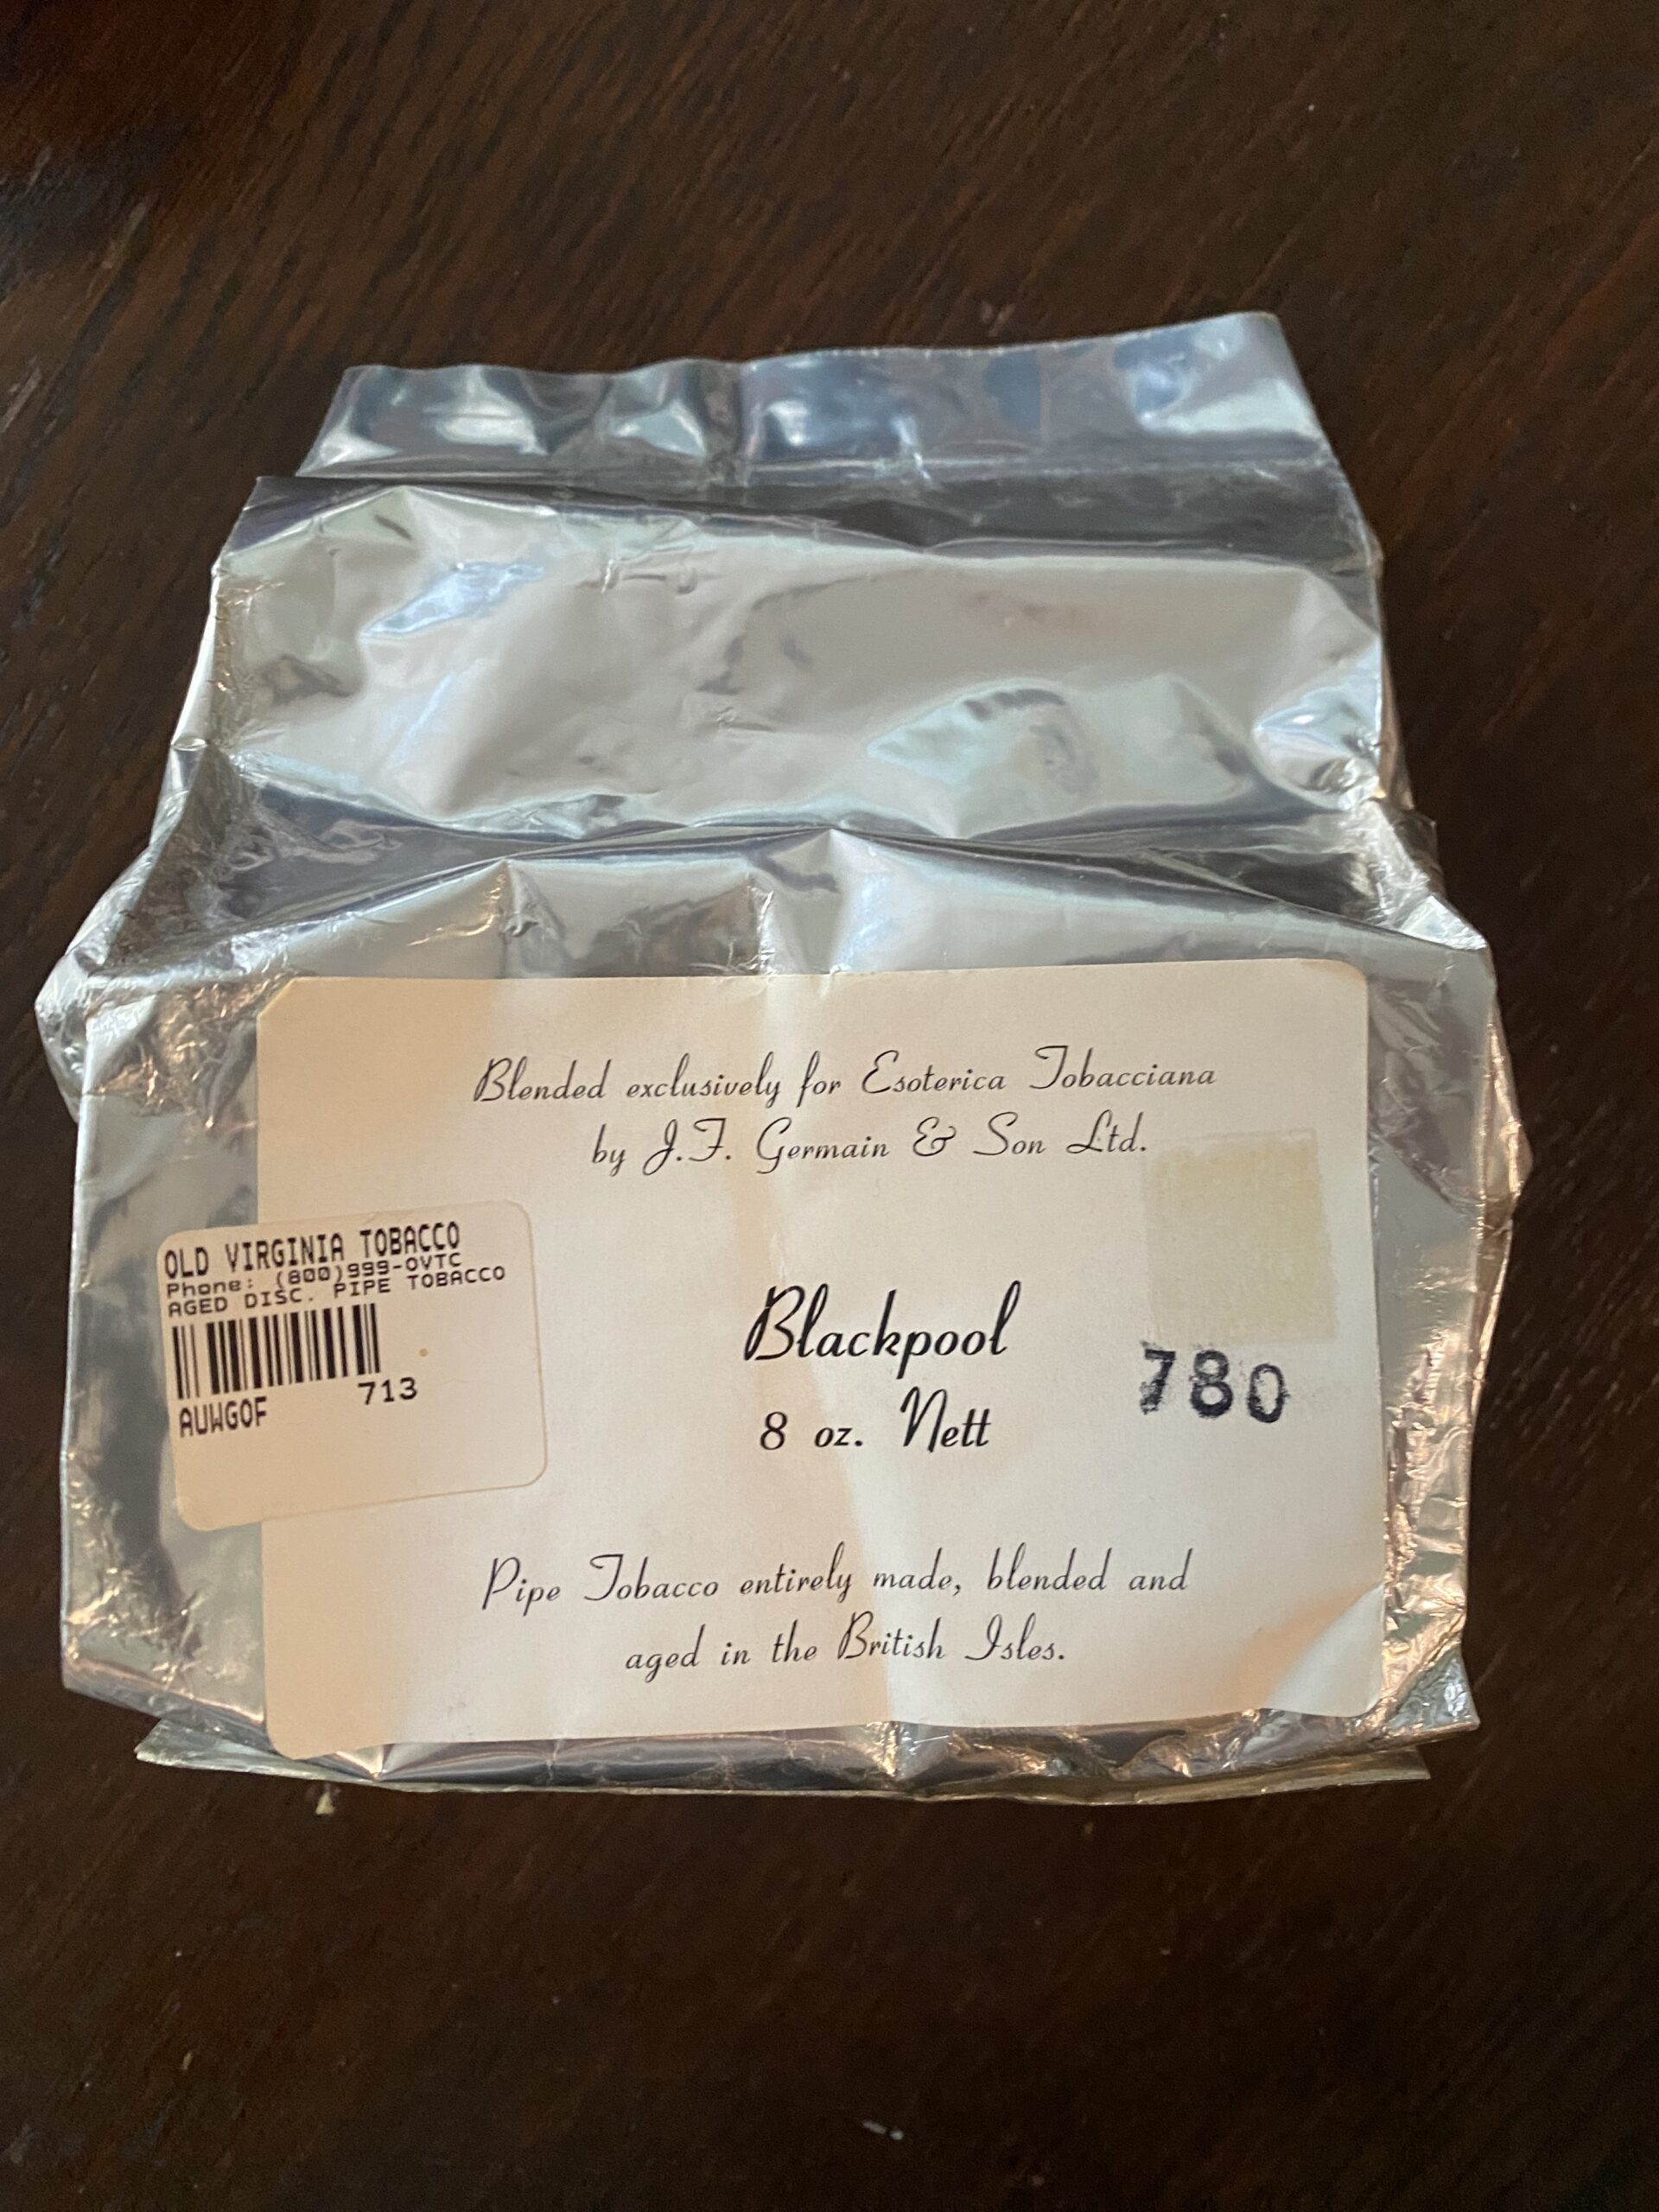 Blended exclusively for Esoterica Tobacciana
by J.F. Germain & Son Ltd.
OLD VIRGINIA TOBACCO
Phone: (800)999-OVTC
AGED DISC. PIPE TOBACCO
713
AUWGOF
Blackpool
8 oz. Nett
780
Pipe Tobacco entirely made, blended and
aged in the British Isles.